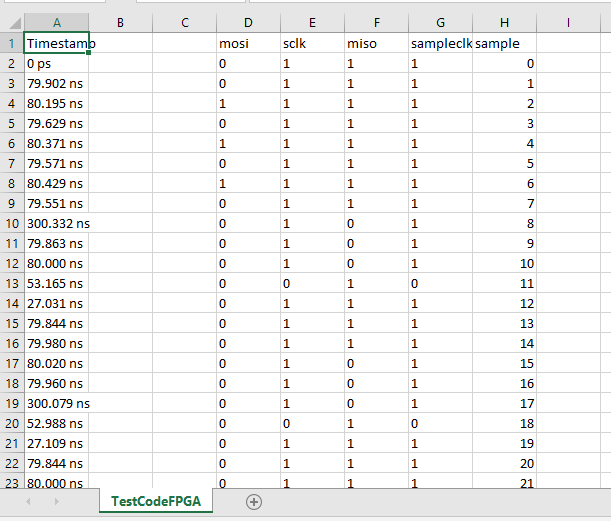 A B C D E F G H I
1 Timestamp mosi sclk miso sampleclk sample
2 0 ps 0 1 1 1 0
3 79.902 ns 0 1 1 1 1
4 80.195 ns 1 1 1 1 2
5 79.629 ns 0 1 1 1 3
6 80.371 ns 1 1 1 1 4
7 79.571 ns 0 1 1 1 5
8 80.429 ns 1 1 1 1 6
9 79.551 ns 0 1 1 1 7
10 300.332 ns 0 1 0 1 8
11 79.863 ns 0 1 0 1 9
12 80.000 ns 0 1 0 1 10
13 53.165 ns 0 0 1 0 11
14 27.031 ns 0 1 1 1 12
15 79.844 ns 0 1 1 1 13
16 79.980 ns 0 1 1 1 14
17 80.020 ns 0 1 0 1 15
18 79.960 ns 0 1 0 1 16
19 300.079 ns 0 1 0 1 17
20 52.988 ns 0 0 1 0 18
21 27.109 ns 0 1 1 1 19
22 79.844 ns 0 1 1 1 20
23 80.000 ns 0 1 1 1 21
TestCodeFPGA